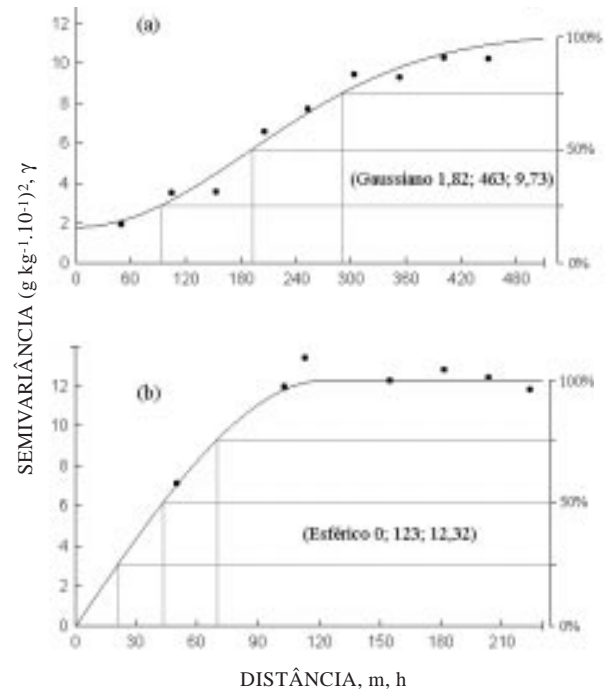 SEMIVARIÂNCIA (g kg⁻¹.10⁻¹)², γ
(a)
12
10
8
6
4
2
0
100%
50%
0%
(Gaussiano 1,82; 463; 9,73)
0 60 120 180 240 300 360 420 480
(b)
12
10
8
6
4
2
0
100%
50%
0%
(Esférico 0; 123; 12,32)
0 30 60 90 120 150 180 210
DISTÂNCIA, m, h